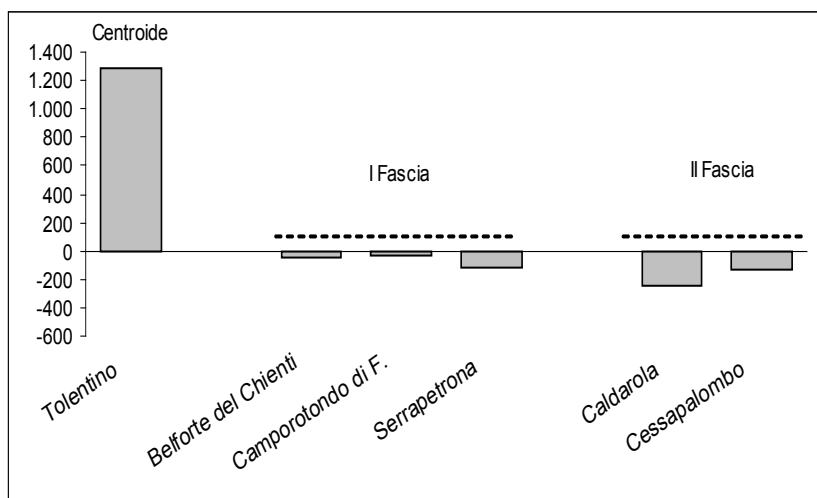 Centroide
1.400
1.200
1.000
800
600
400
200
0
-200
-400
-600
I Fascia
II Fascia
Tolentino
Belforte del Chienti
Camporotondo di F.
Serrapetrona
Caldarola
Cessapalombo